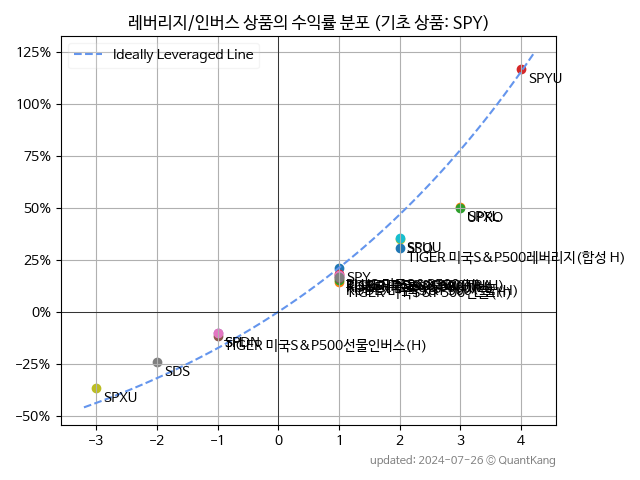 레버리지/인버스 상품의 수익률 분포 (기초 상품: SPY)
Ideally Leveraged Line
125%
100%
75%
50%
25%
0%
−25%
−50%
SPYU
UPRO
SPUU
TIGER 미국S&P500레버리지(합성 H)
SPY
SPDN
TIGER 미국S&P500선물인버스(H)
SDS
SPXU
−3
−2
−1
0
1
2
3
4
updated: 2024-07-26 © QuantKang